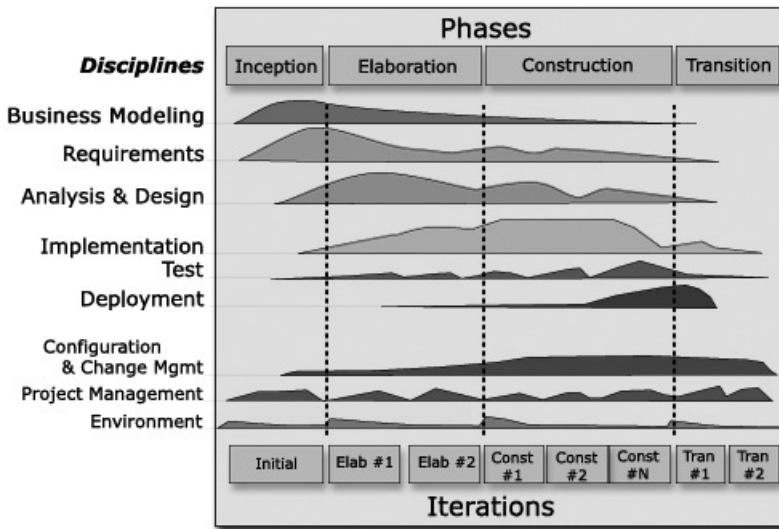 Phases
Disciplines
Inception
Elaboration
Construction
Transition
Business Modeling
Requirements
Analysis & Design
Implementation
Test
Deployment
Configuration
& Change Mgmt
Project Management
Environment
Initial
Elab #1
Elab #2
Const
#1
Const
#2
Const
#N
Tran
#1
Tran
#2
Iterations